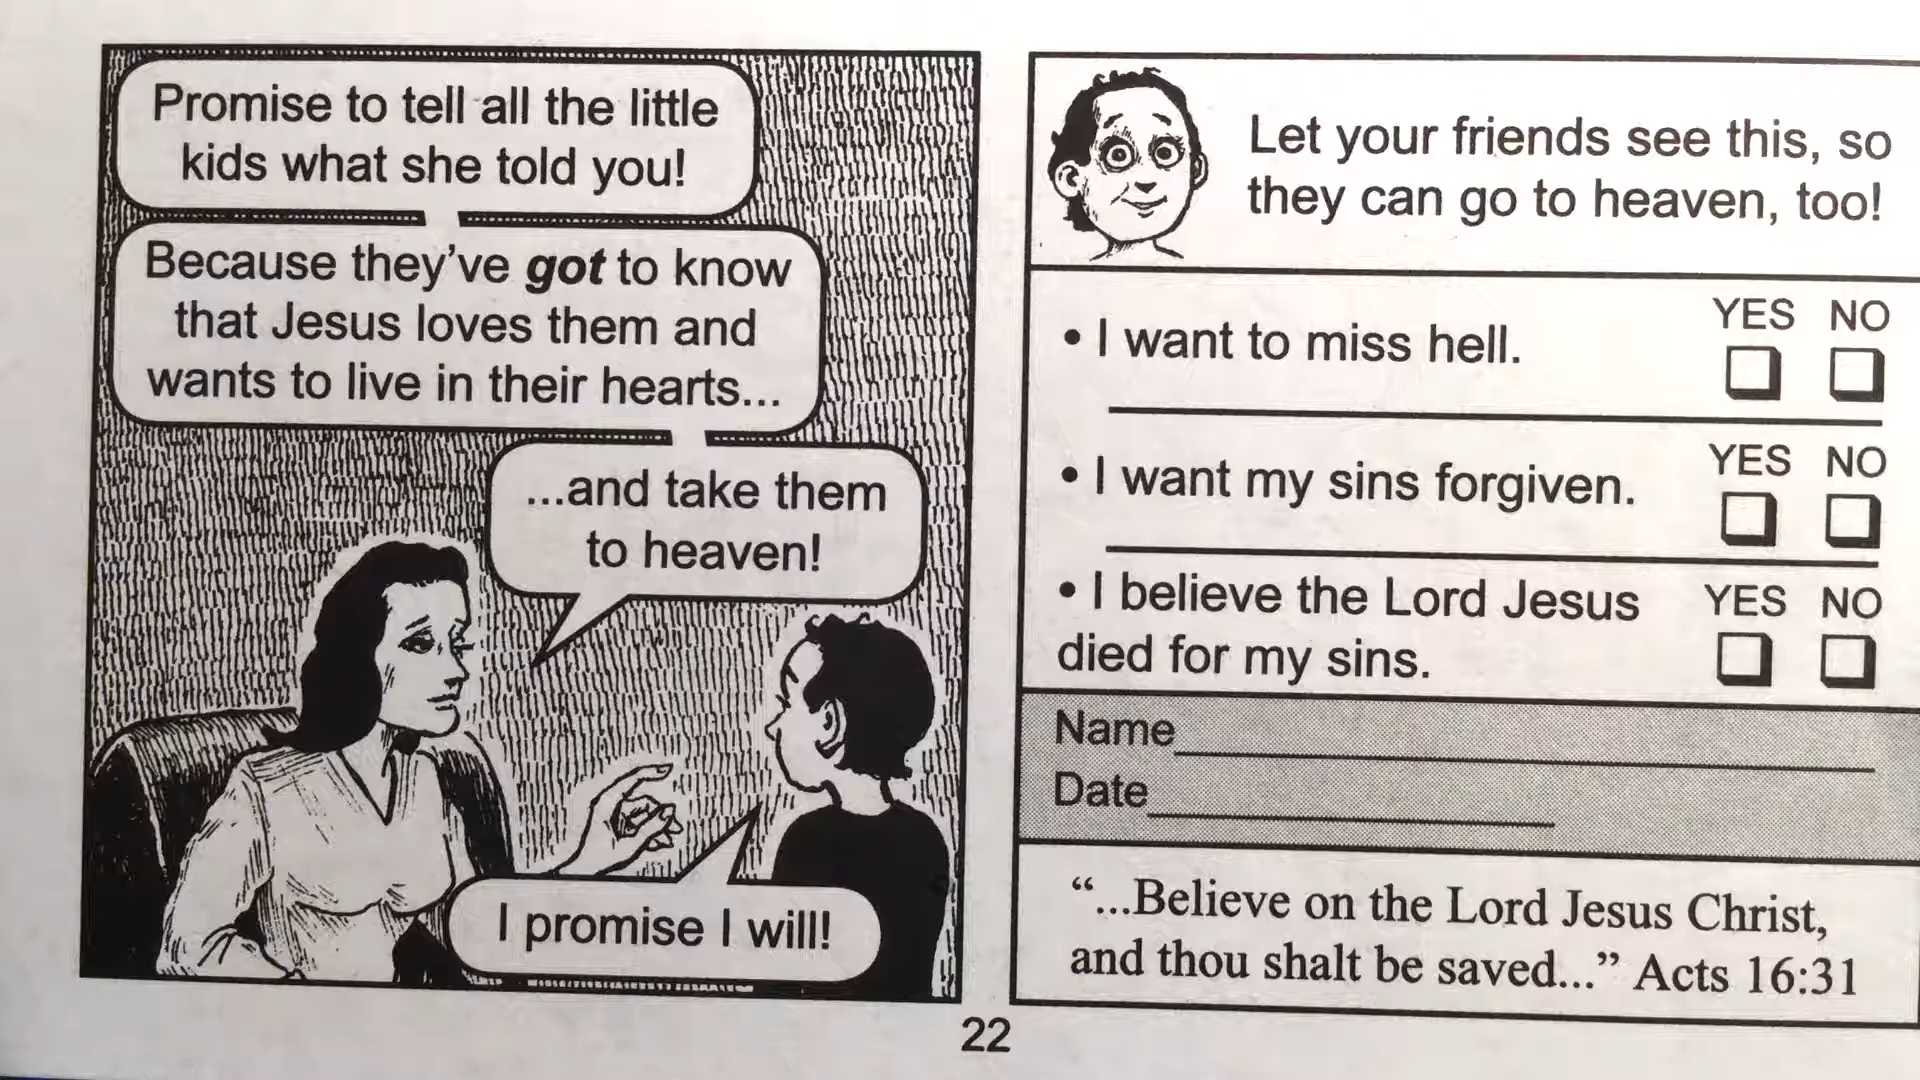 Promise to tell all the little
kids what she told you!
Because they've got to know
that Jesus loves them and
wants to live in their hearts...
...and take them
to heaven!
I promise I will!
Let your friends see this, so
they can go to heaven, too!
• I want to miss hell. YES NO
• I want my sins forgiven. YES NO
• I believe the Lord Jesus YES NO
died for my sins.
Name
Date
“...Believe on the Lord Jesus Christ,
and thou shalt be saved...” Acts 16:31
22